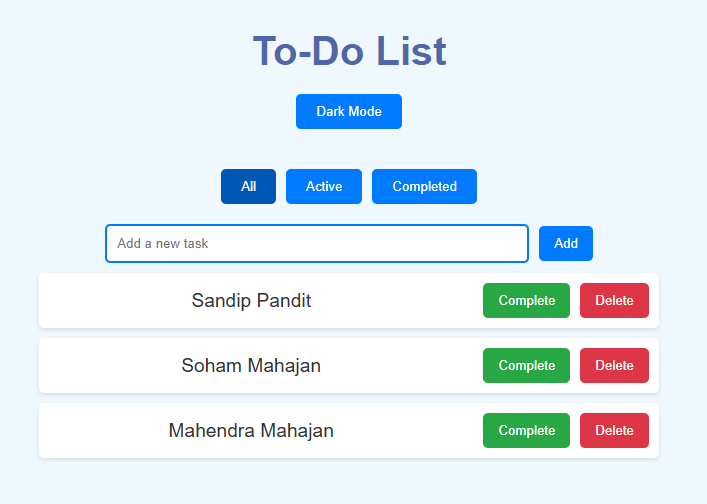 To-Do List
Dark Mode
All Active Completed
Add a new task Add
Sandip Pandit Complete Delete
Soham Mahajan Complete Delete
Mahendra Mahajan Complete Delete